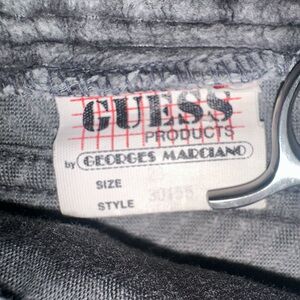 GUESS
PRODUCTS
by GEORGES MARCIANO
SIZE
STYLE